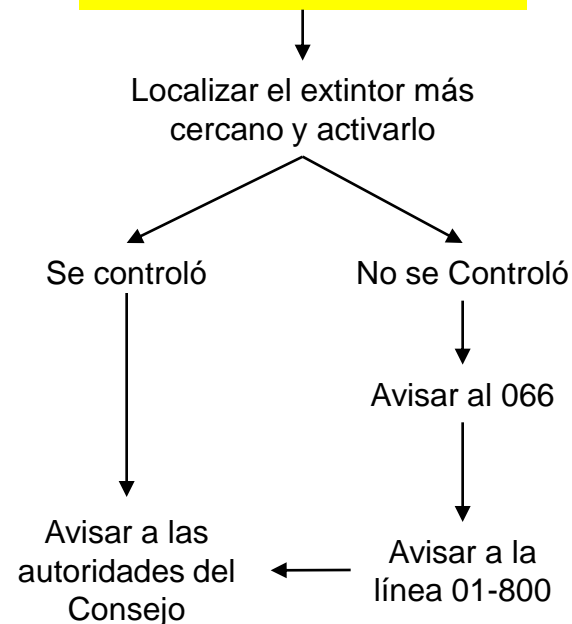 Localizar el extintor más
cercano y activarlo
Se controló
No se Controló
Avisar al 066
Avisar a las
autoridades del
Consejo
Avisar a la
línea 01-800